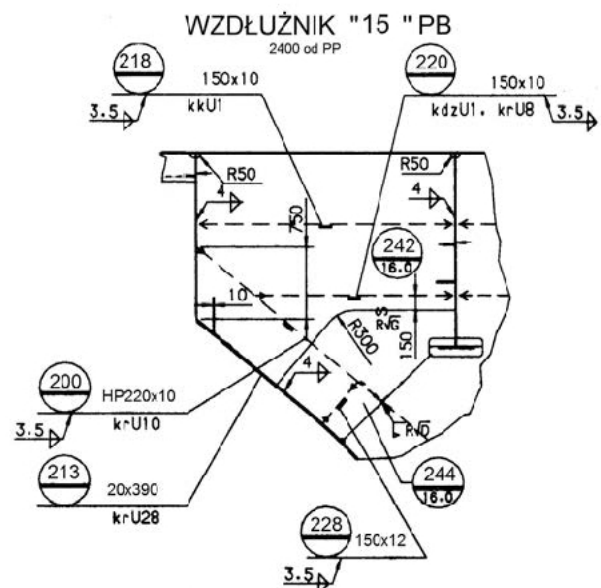 WZDŁUŻNIK "15 "PB
2400 od PP
218
150x10
kkU1
3.5
220
150x10
kdzU1. krU8
3.5
R50
R50
4
750
242
16.0
10
S
R√G
R300
150
4
200
HP220x10
krU10
3.5
R√D
213
20x390
krU28
244
16.0
228
150x12
3.5